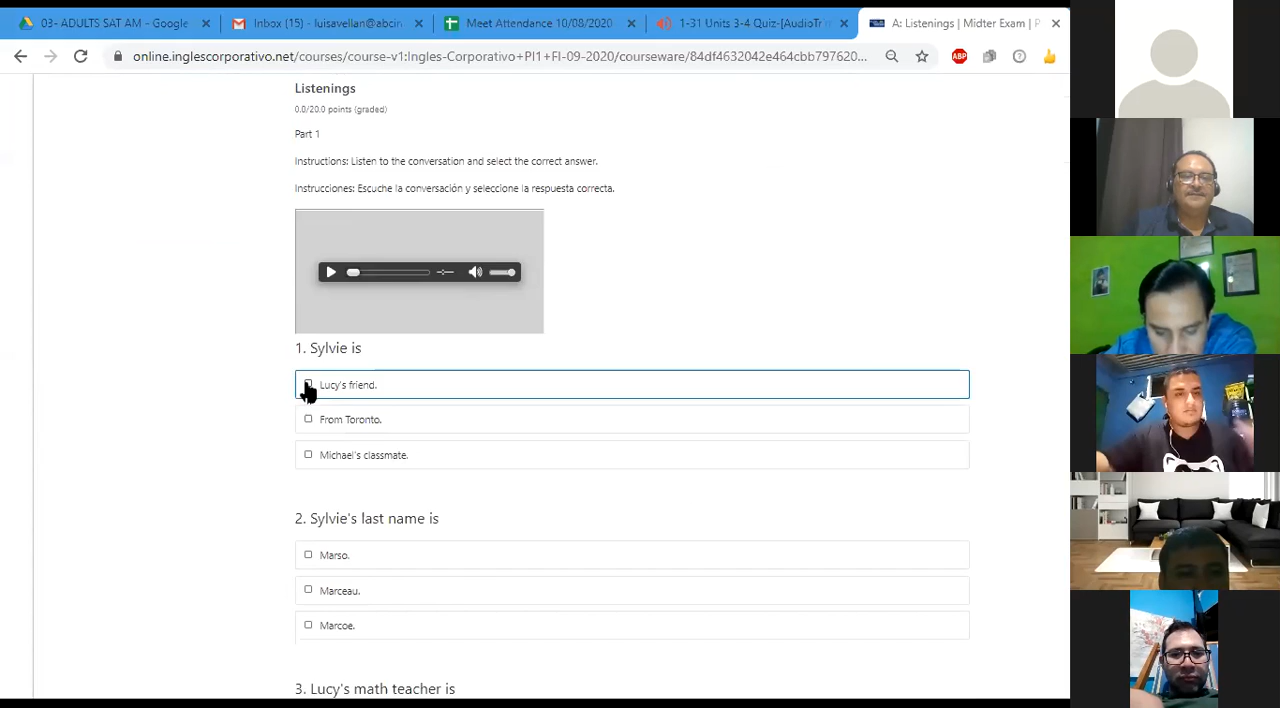 03- ADULTS SAT AM - Google
Inbox (15) - luisavellan@abcin
Meet Attendance 10/08/2020
1-31 Units 3-4 Quiz-[AudioTr
A: Listenings | Midter Exam | P
online.inglescorporativo.net/courses/course-v1:Ingles-Corporativo+PI1+FI-09-2020/courseware/84df4632042e464cbb797620...
ABP
Listenings
0.0/20.0 points (graded)
Part 1
Instructions: Listen to the conversation and select the correct answer.
Instrucciones: Escuche la conversación y seleccione la respuesta correcta.
1. Sylvie is
Lucy's friend.
From Toronto.
Michael's classmate.
2. Sylvie's last name is
Marso.
Marceau.
Marcoe.
3. Lucy's math teacher is